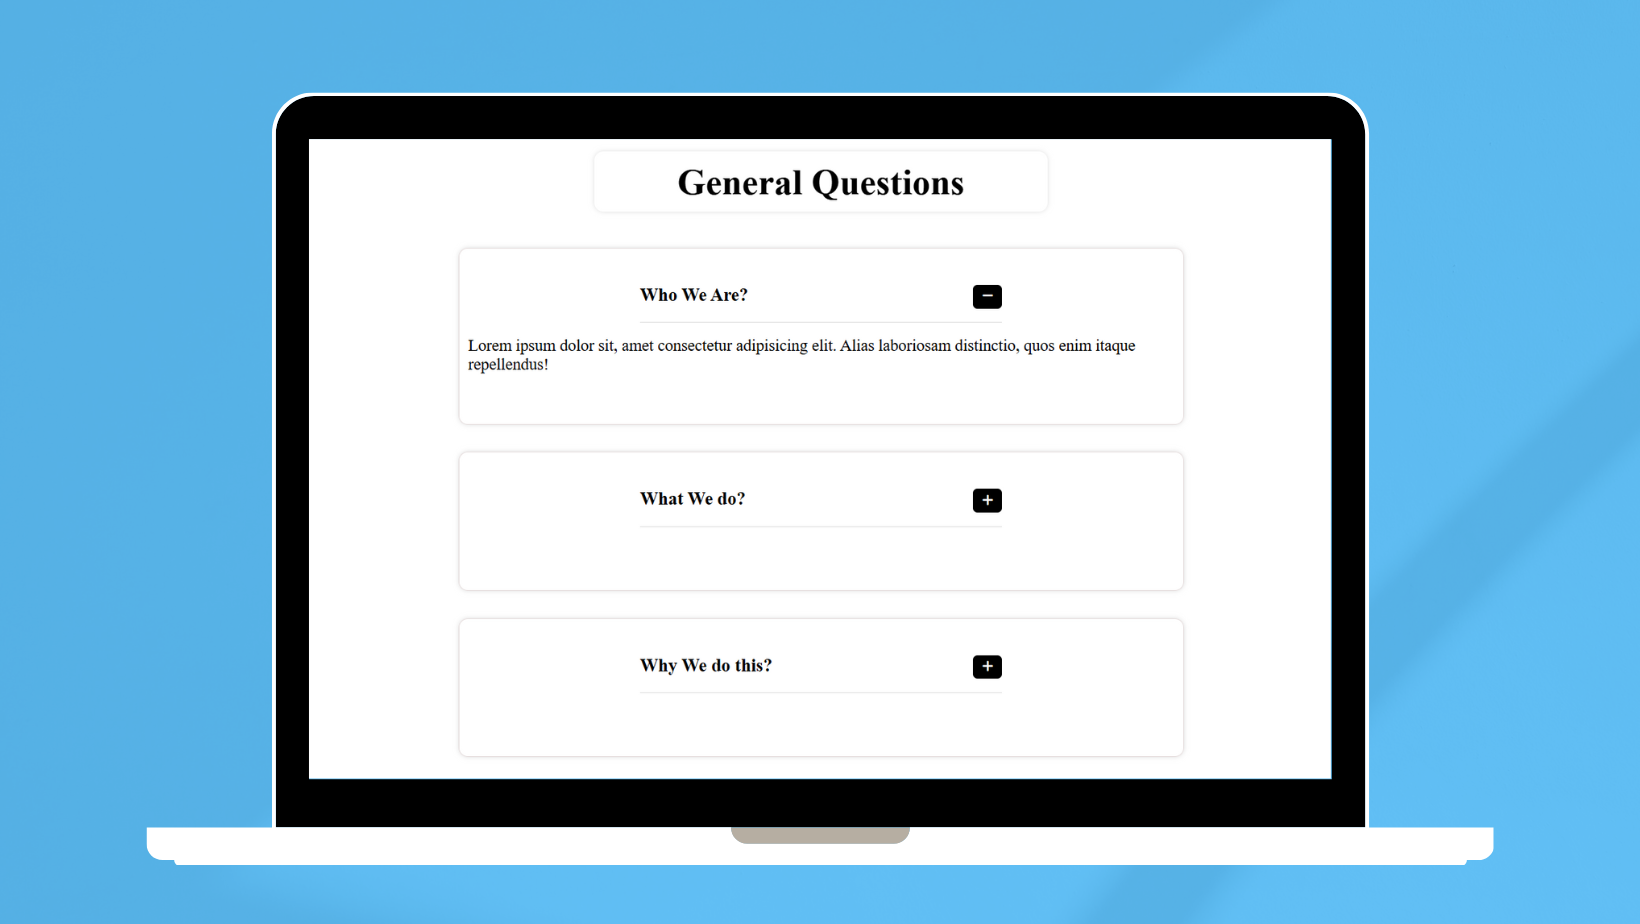 General Questions
Who We Are?
−
Lorem ipsum dolor sit, amet consectetur adipisicing elit. Alias laboriosam distinctio, quos enim itaque
repellendus!
What We do?
+
Why We do this?
+